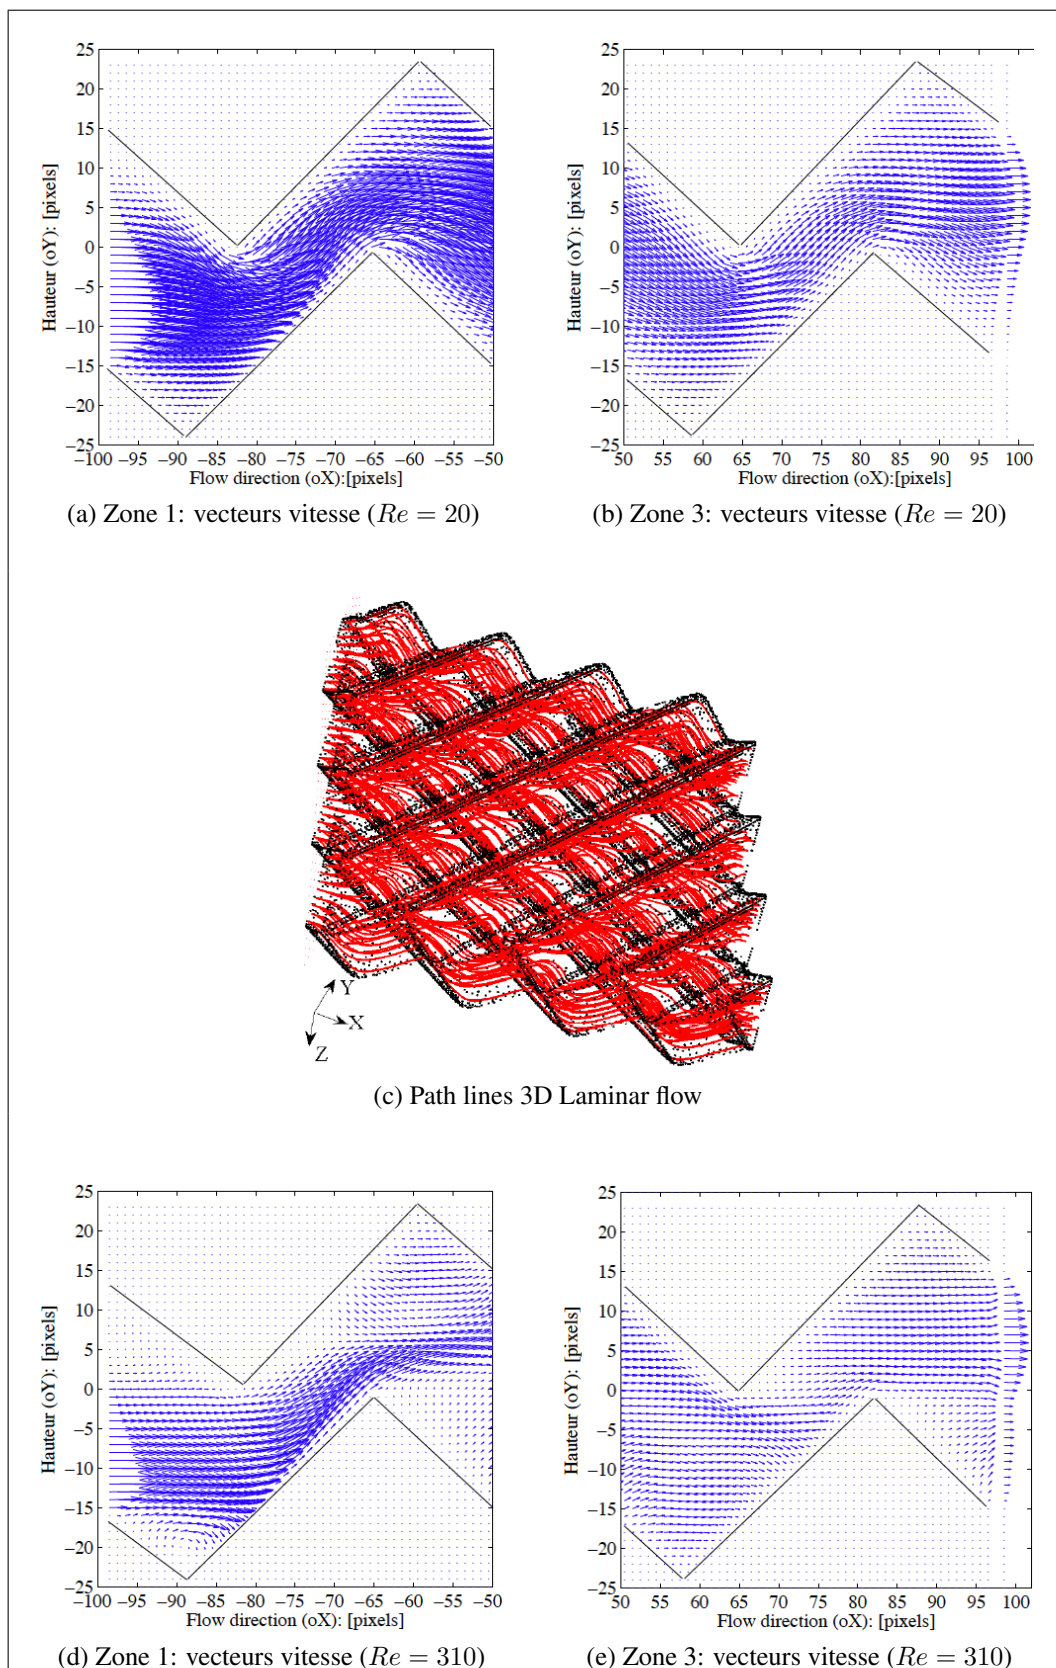 25
20
15
10
5
0
−5
−10
−15
−20
−25
Hauteur (oY): [pixels]
−100 −95 −90 −85 −80 −75 −70 −65 −60 −55 −50
Flow direction (oX):[pixels]
(a) Zone 1: vecteurs vitesse (Re = 20)
25
20
15
10
5
0
−5
−10
−15
−20
−25
Hauteur (oY): [pixels]
50 55 60 65 70 75 80 85 90 95 100
Flow direction (oX):[pixels]
(b) Zone 3: vecteurs vitesse (Re = 20)
Y
X
Z
(c) Path lines 3D Laminar flow
25
20
15
10
5
0
−5
−10
−15
−20
−25
Hauteur (oY): [pixels]
−100 −95 −90 −85 −80 −75 −70 −65 −60 −55 −50
Flow direction (oX): [pixels]
(d) Zone 1: vecteurs vitesse (Re = 310)
25
20
15
10
5
0
−5
−10
−15
−20
−25
Hauteur (oY): [pixels]
50 55 60 65 70 75 80 85 90 95 100
Flow direction (oX): [pixels]
(e) Zone 3: vecteurs vitesse (Re = 310)